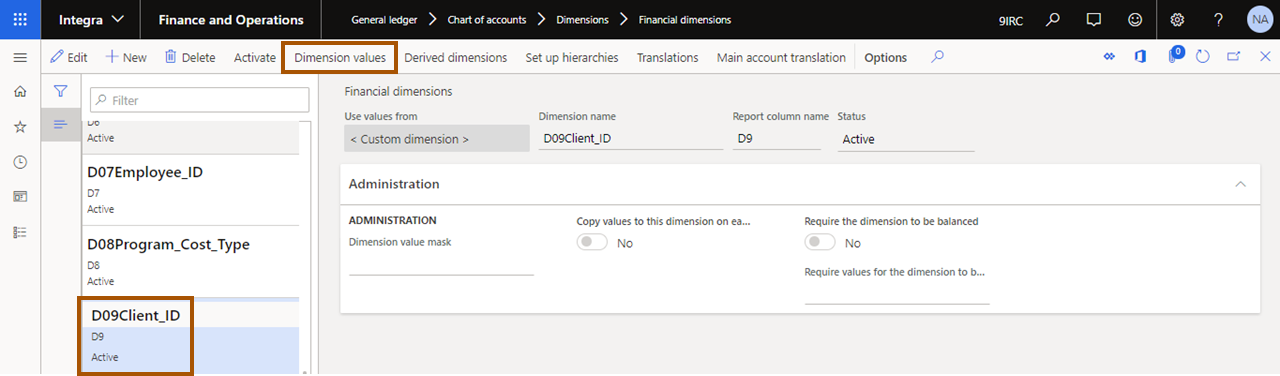 Integra Finance and Operations General ledger Chart of accounts Dimensions Financial dimensions 9IRC ? NA
Edit New Delete Activate Dimension values Derived dimensions Set up hierarchies Translations Main account translation Options 0
Filter
D6
Active
D07Employee_ID
D7
Active
D08Program_Cost_Type
D8
Active
D09Client_ID
D9
Active
Financial dimensions
Use values from Dimension name Report column name Status
< Custom dimension > D09Client_ID D9 Active
Administration
ADMINISTRATION Copy values to this dimension on ea... Require the dimension to be balanced
Dimension value mask No No
Require values for the dimension to b...